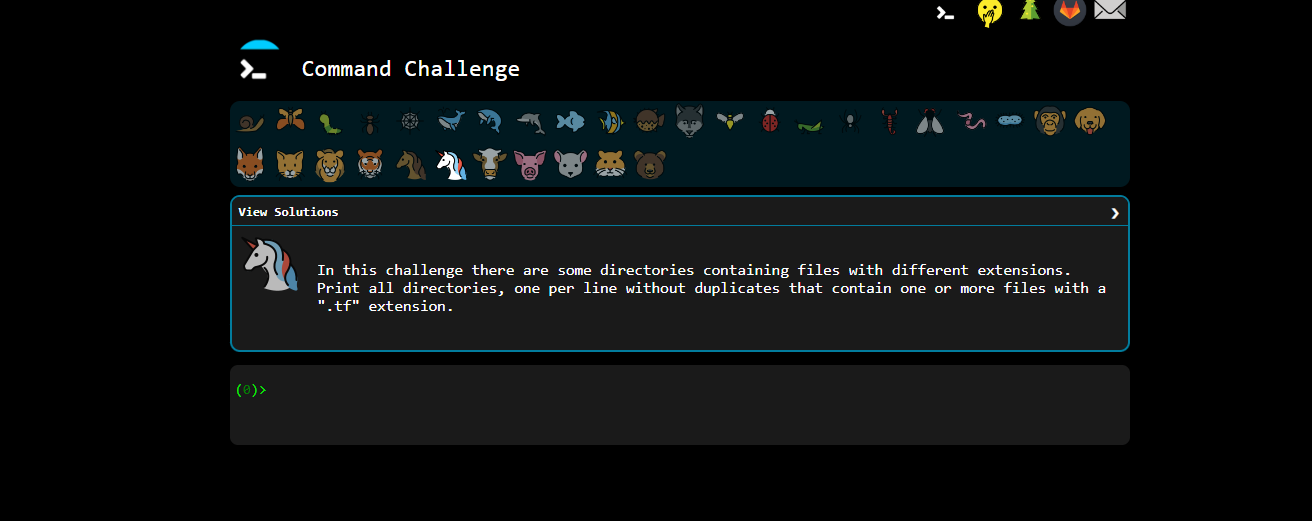 Command Challenge
View Solutions
In this challenge there are some directories containing files with different extensions.
Print all directories, one per line without duplicates that contain one or more files with a
".tf" extension.
(0)>